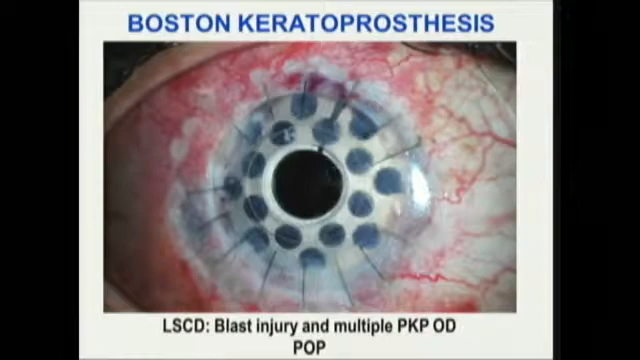 BOSTON KERATOPROSTHESIS
LSCD: Blast injury and multiple PKP OD
POP